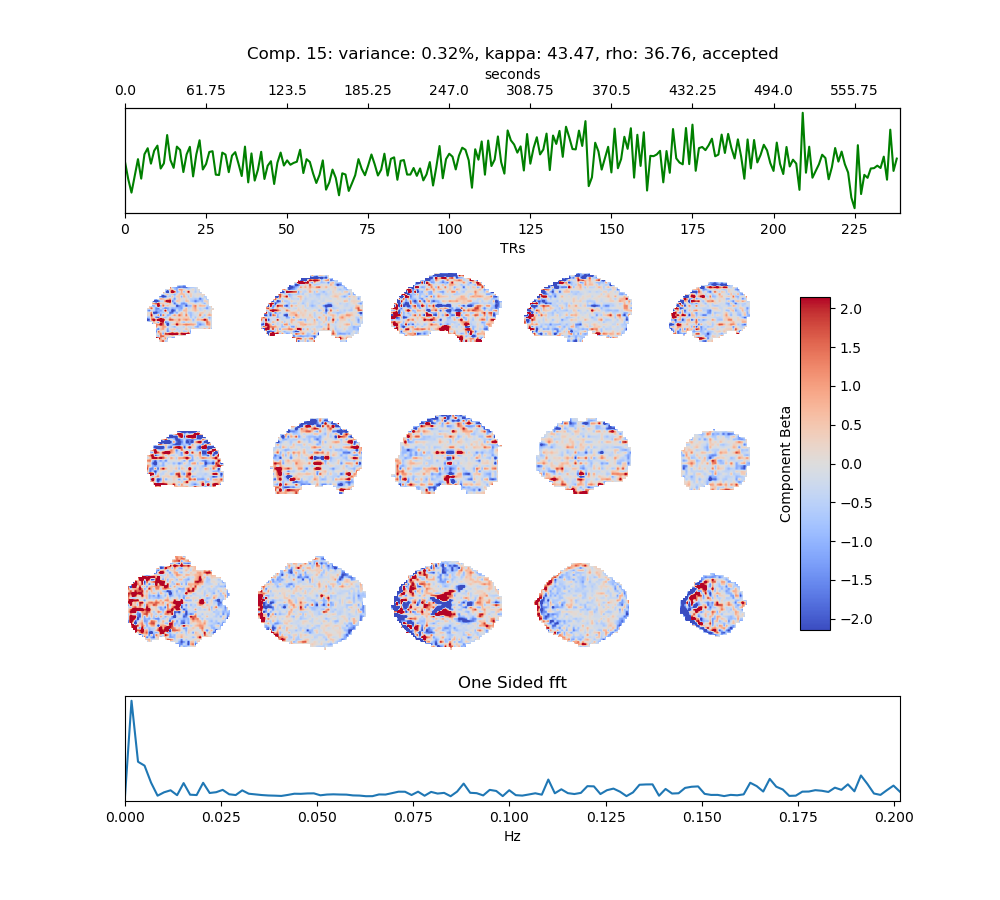 Comp. 15: variance: 0.32%, kappa: 43.47, rho: 36.76, accepted
seconds
0.0 61.75 123.5 185.25 247.0 308.75 370.5 432.25 494.0 555.75
0 25 50 75 100 125 150 175 200 225
TRs
2.0
1.5
1.0
0.5
0.0
−0.5
−1.0
−1.5
−2.0
Component Beta
One Sided fft
0.000 0.025 0.050 0.075 0.100 0.125 0.150 0.175 0.200
Hz